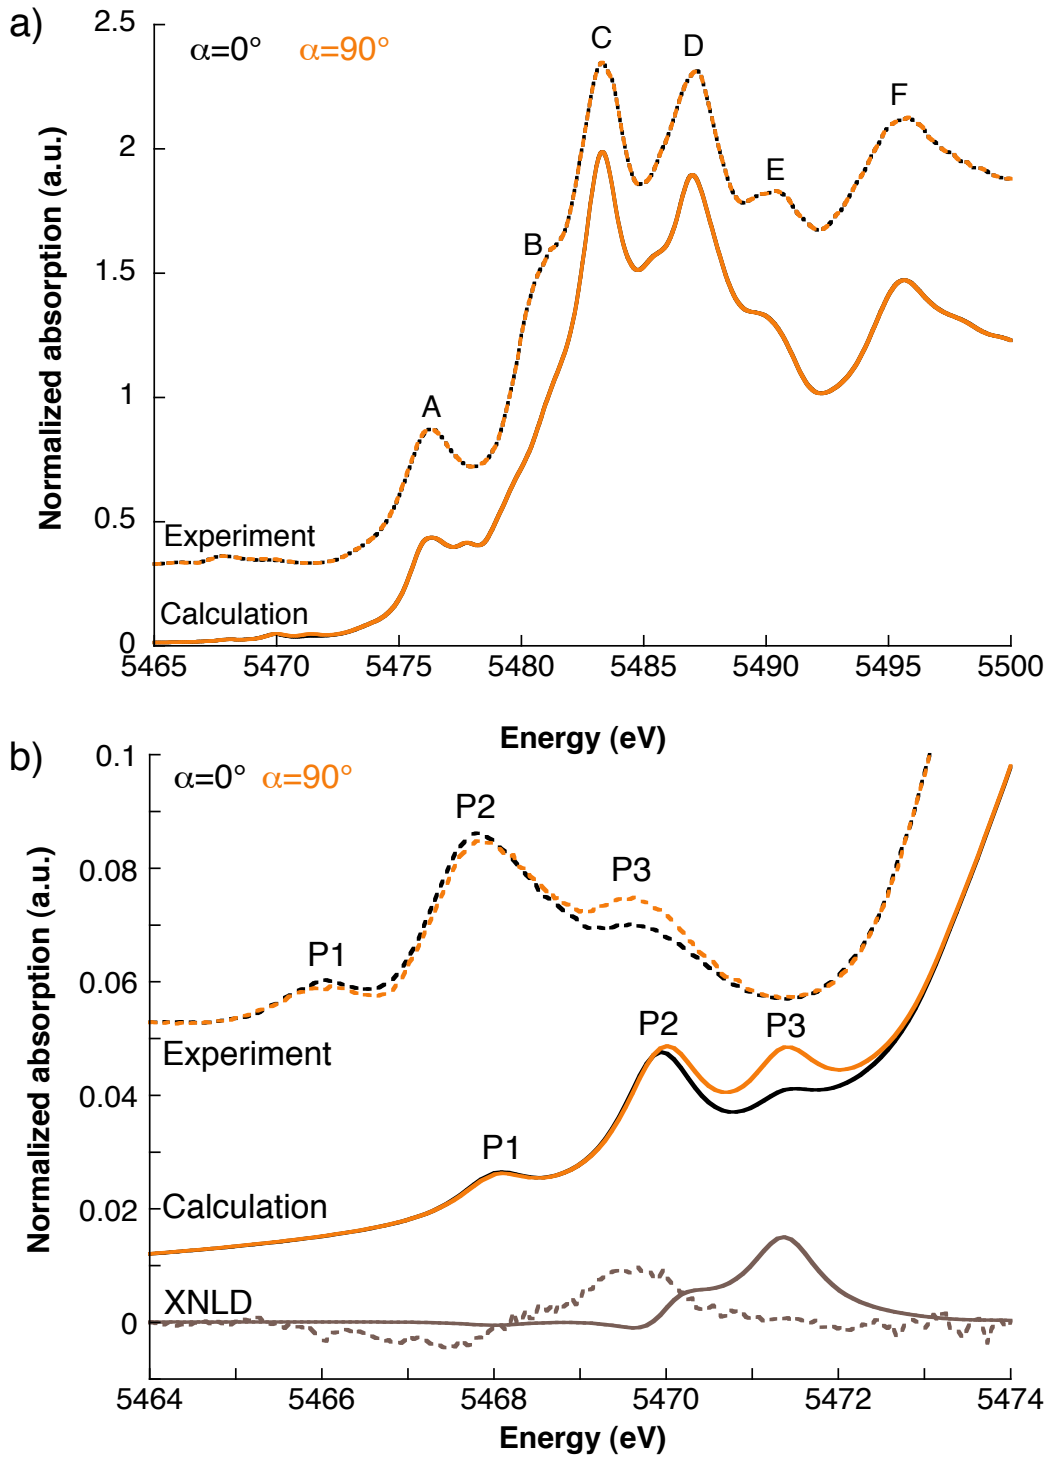 a)
2.5
α=0° α=90°
C
D
F
2
E
B
1.5
1
A
0.5
Experiment
Calculation
0
5465 5470 5475 5480 5485 5490 5495 5500
Normalized absorption (a.u.)
Energy (eV)
b)
0.1
α=0° α=90°
P2
0.08
P3
P1
0.06
P2 P3
Experiment
0.04
P1
Calculation
0.02
XNLD
0
5464 5466 5468 5470 5472 5474
Normalized absorption (a.u.)
Energy (eV)